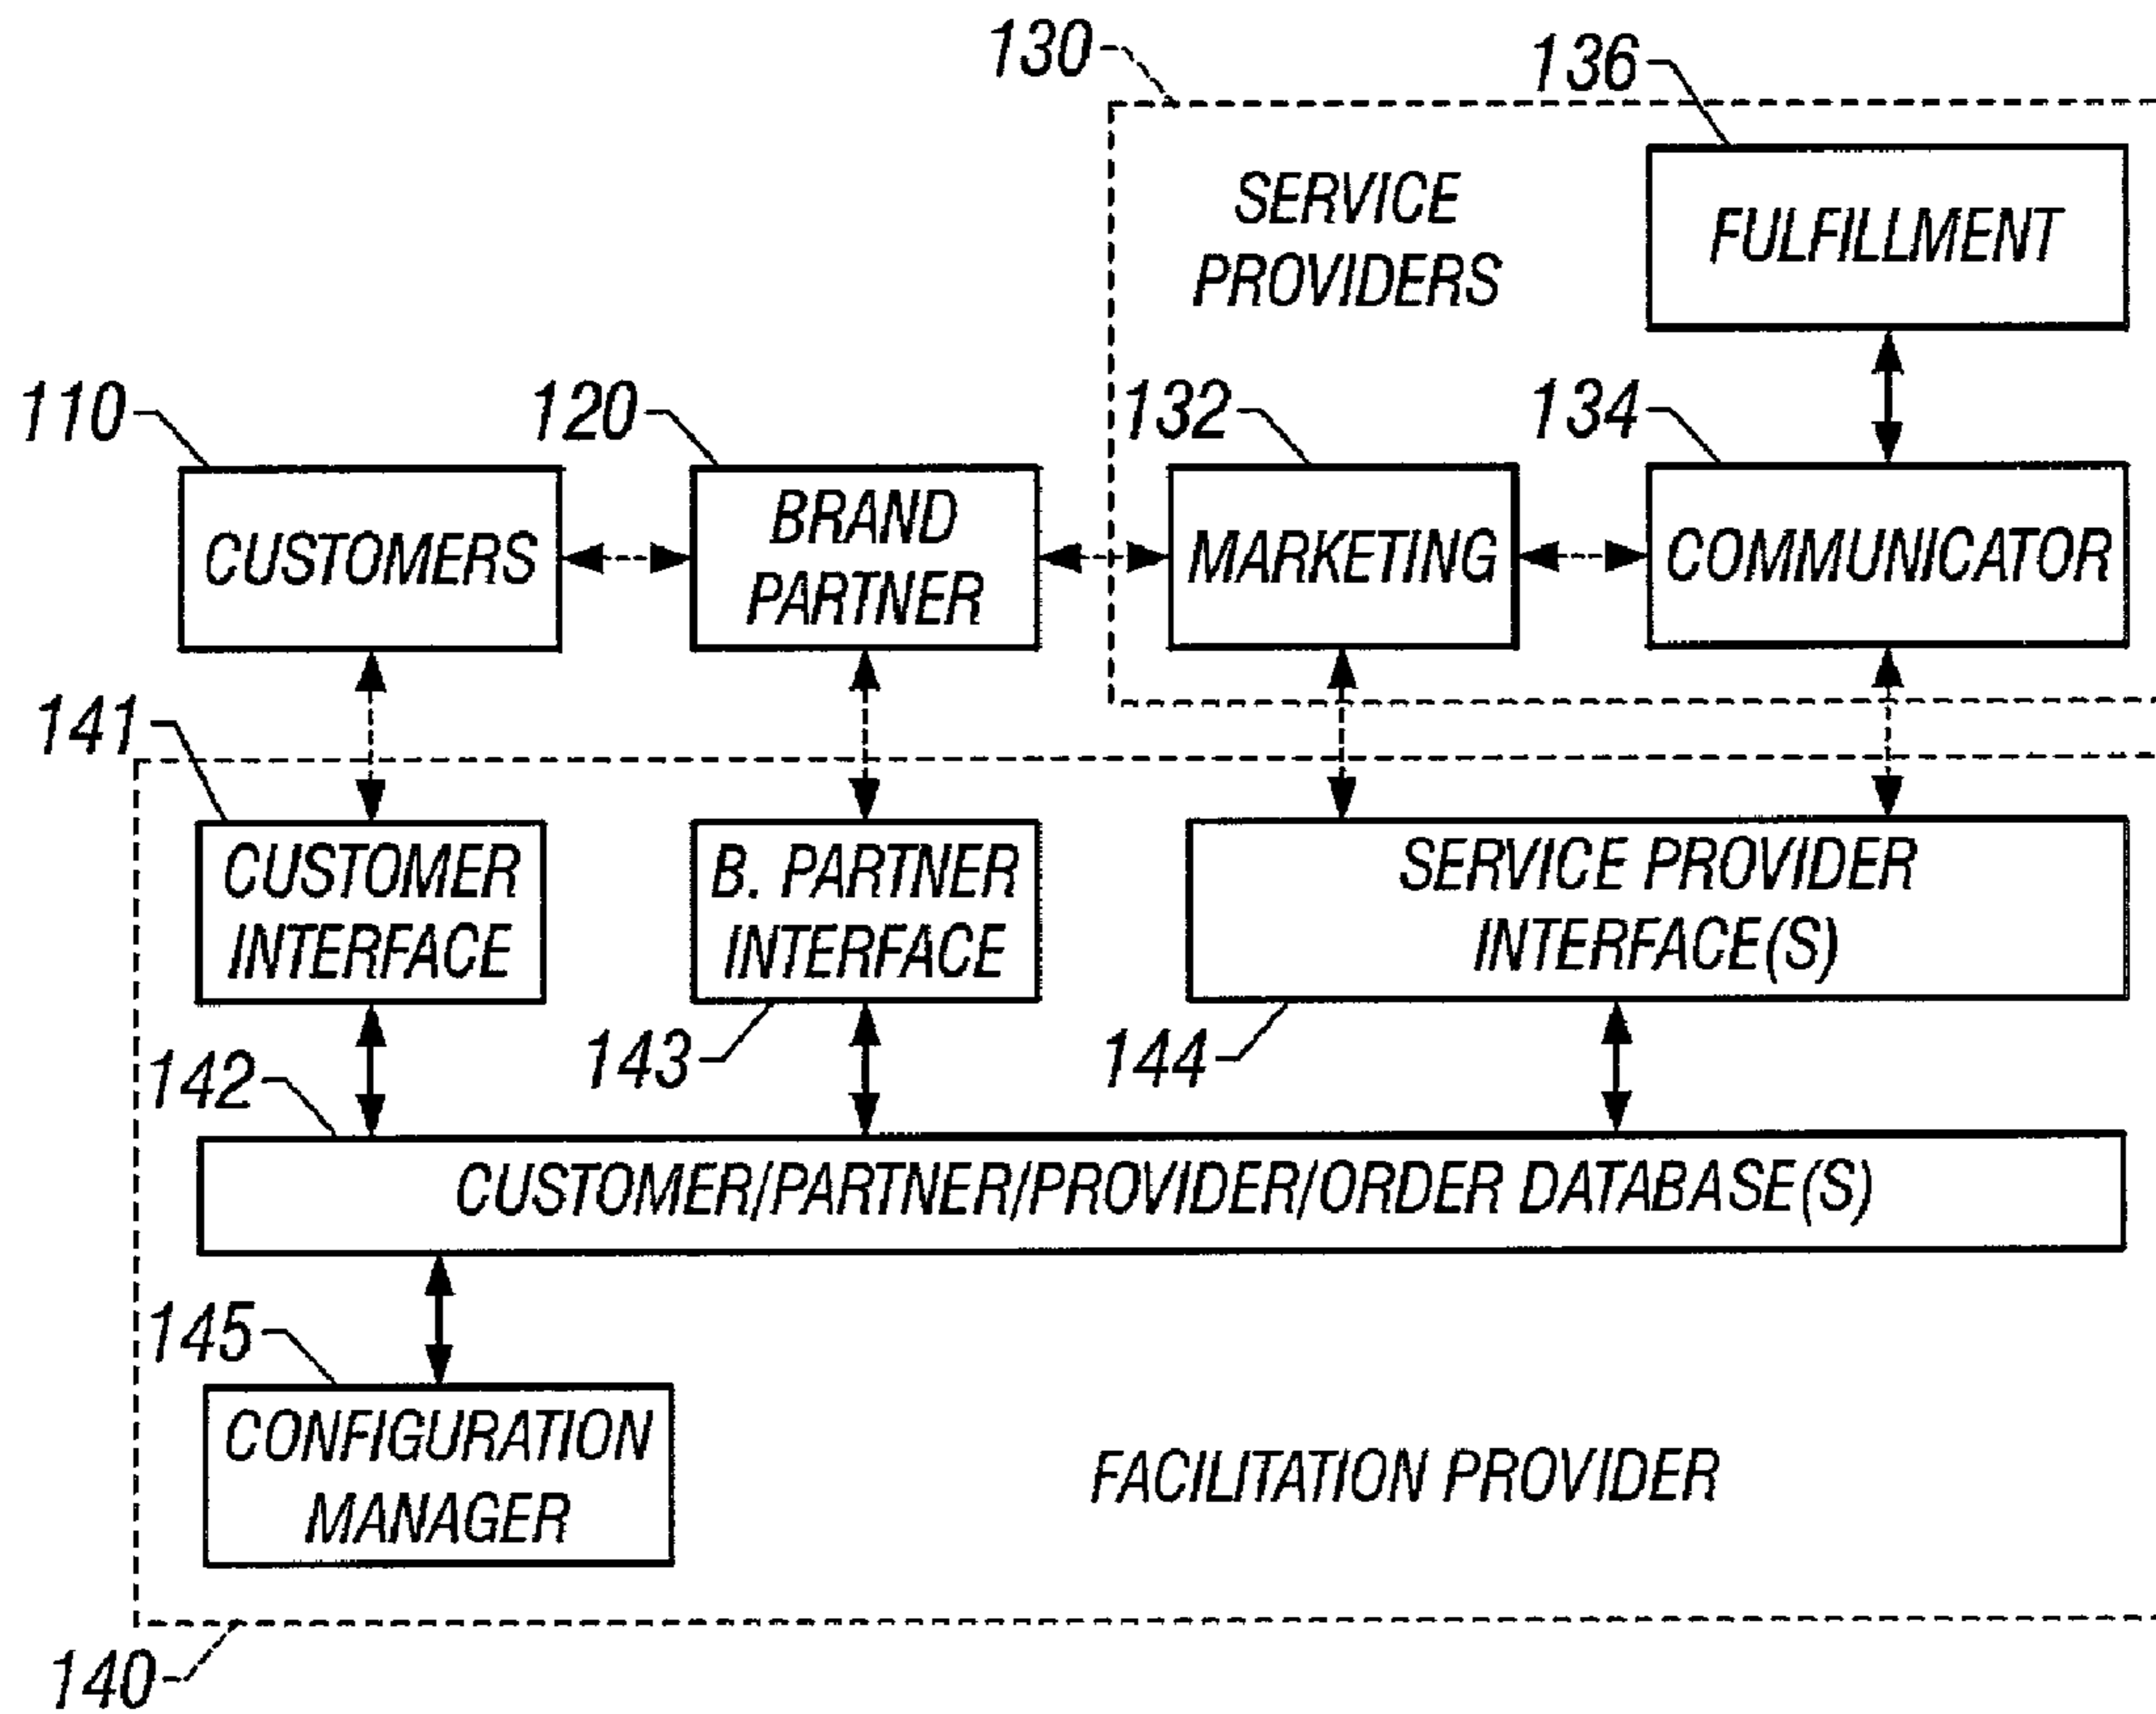 130
136
SERVICE
PROVIDERS
FULFILLMENT
110
120
132
134
CUSTOMERS
BRAND
PARTNER
MARKETING
COMMUNICATOR
141
CUSTOMER
INTERFACE
B. PARTNER
INTERFACE
SERVICE PROVIDER
INTERFACE(S)
142
143
144
CUSTOMER/PARTNER/PROVIDER/ORDER DATABASE(S)
145
CONFIGURATION
MANAGER
FACILITATION PROVIDER
140